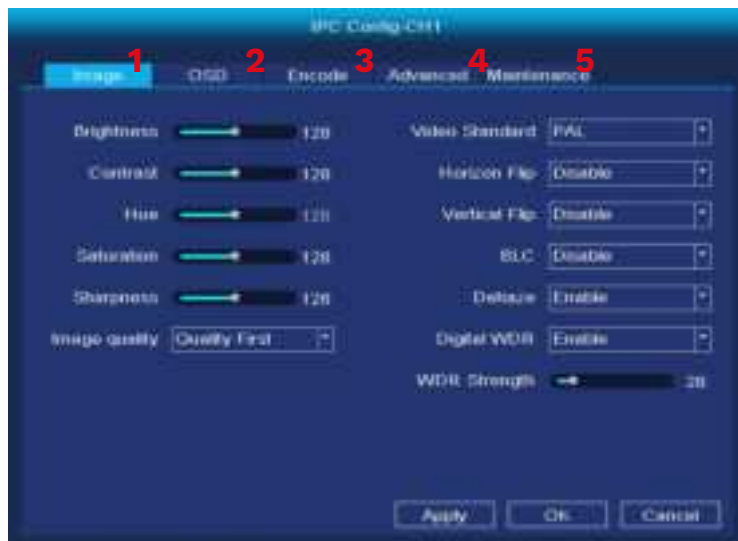 IPC Config-CH1
Image 1 OSD 2 Encode 3 Advanced 4 Maintenance 5
Brightness 128 Video Standard PAL
Contrast 128 Horizon Flip Disable
Hue 128 Vertical Flip Disable
Saturation 128 BLC Disable
Sharpness 128 Dehaze Enable
Image quality Quality First Digital WDR Enable
WDR Strength 28
Apply OK Cancel